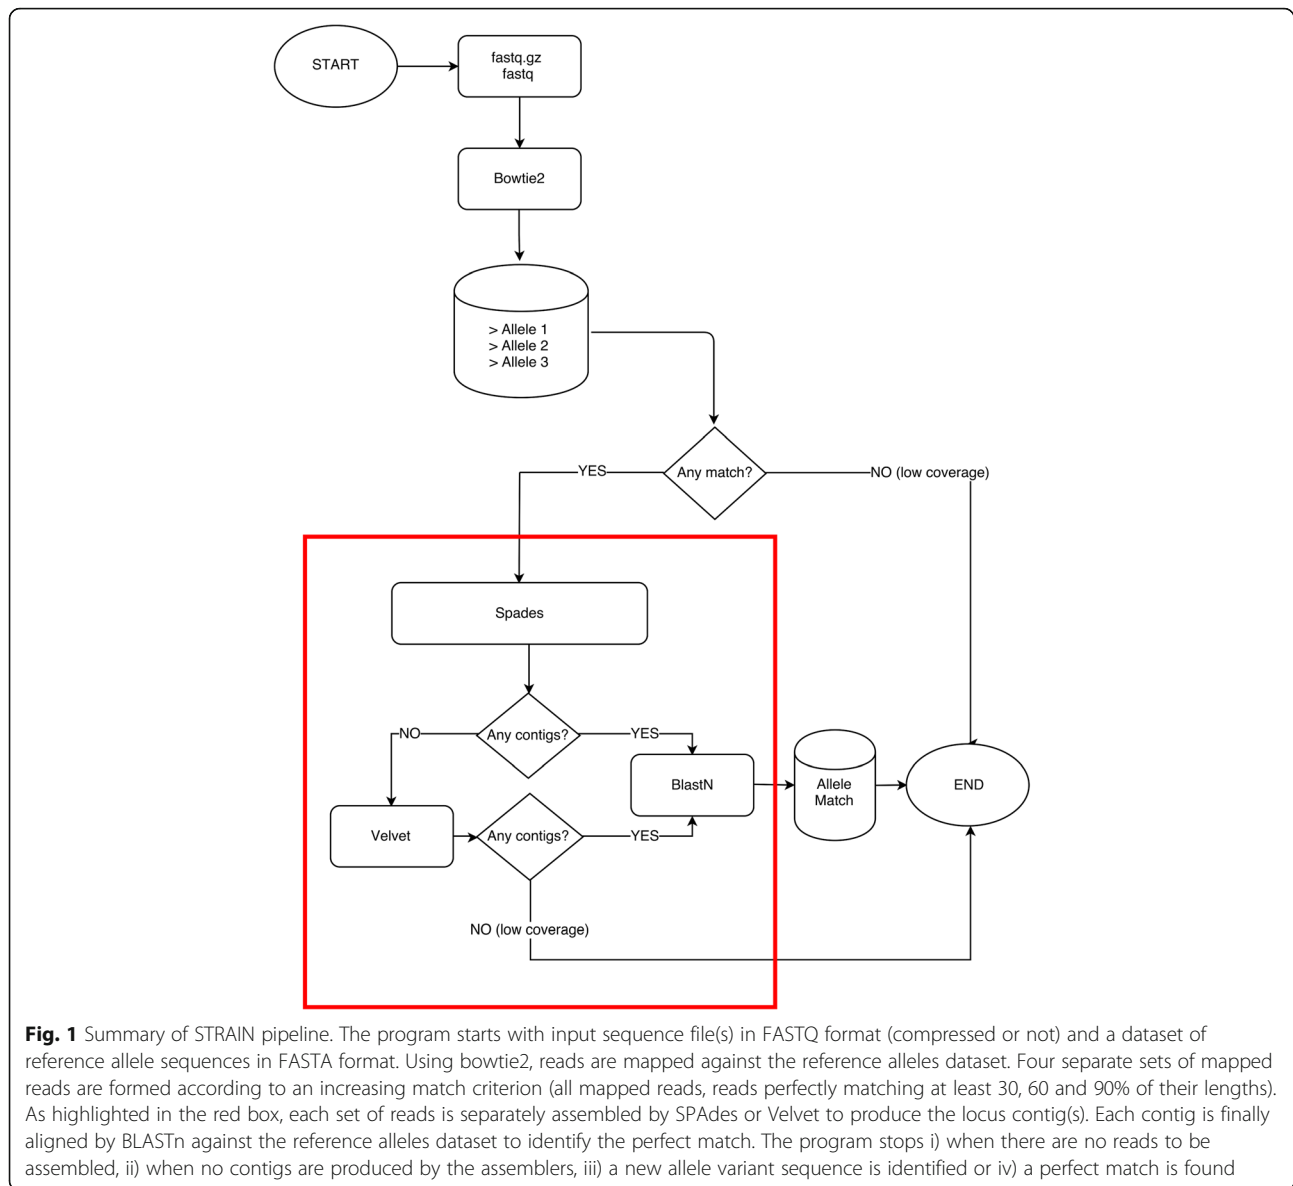 START
fastq.gz
fastq
Bowtie2
> Allele 1
> Allele 2
> Allele 3
Any match?
YES
NO (low coverage)
Spades
Any contigs?
NO
YES
BlastN
Allele
Match
END
Velvet
Any contigs?
YES
NO (low coverage)
Fig. 1 Summary of STRAIN pipeline. The program starts with input sequence file(s) in FASTQ format (compressed or not) and a dataset of
reference allele sequences in FASTA format. Using bowtie2, reads are mapped against the reference alleles dataset. Four separate sets of mapped
reads are formed according to an increasing match criterion (all mapped reads, reads perfectly matching at least 30, 60 and 90% of their lengths).
As highlighted in the red box, each set of reads is separately assembled by SPAdes or Velvet to produce the locus contig(s). Each contig is finally
aligned by BLASTn against the reference alleles dataset to identify the perfect match. The program stops i) when there are no reads to be
assembled, ii) when no contigs are produced by the assemblers, iii) a new allele variant sequence is identified or iv) a perfect match is found